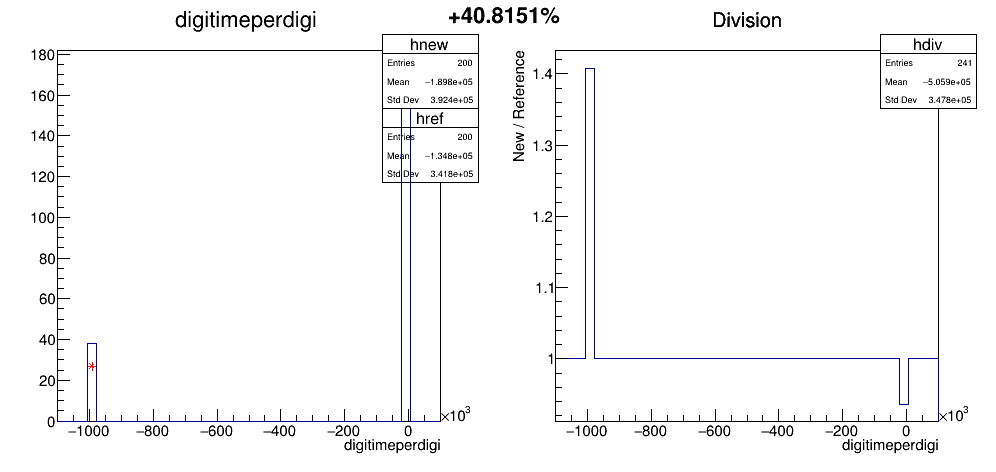 digitimeperdigi
+40.8151%
Division
hnew
Entries 200
Mean −1.898e+05
Std Dev 3.924e+05
href
Entries 200
Mean −1.348e+05
Std Dev 3.418e+05
180
160
140
120
100
80
60
40
20
0
−1000 −800 −600 −400 −200 0
×10³
digitimeperdigi
hdiv
Entries 241
Mean −5.059e+05
Std Dev 3.478e+05
New / Reference
1.4
1.3
1.2
1.1
1
−1000 −800 −600 −400 −200 0
×10³
digitimeperdigi